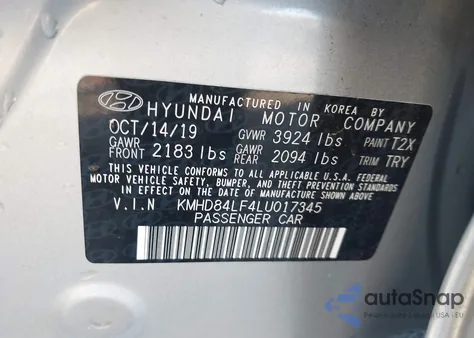 MANUFACTURED IN KOREA BY
HYUNDAI MOTOR COMPANY
OCT/14/19 GVWR 3924 lbs PAINT T2X
GAWR FRONT 2183 lbs GAWR REAR 2094 lbs TRIM TRY
THIS VEHICLE CONFORMS TO ALL APPLICABLE U.S.A. FEDERAL
MOTOR VEHICLE SAFETY, BUMPER, AND THEFT PREVENTION STANDARDS
IN EFFECT ON THE DATE OF MANUFACTURE SHOWN ABOVE.
V.I.N KMHD84LF4LU017345
PASSENGER CAR
autoSnap